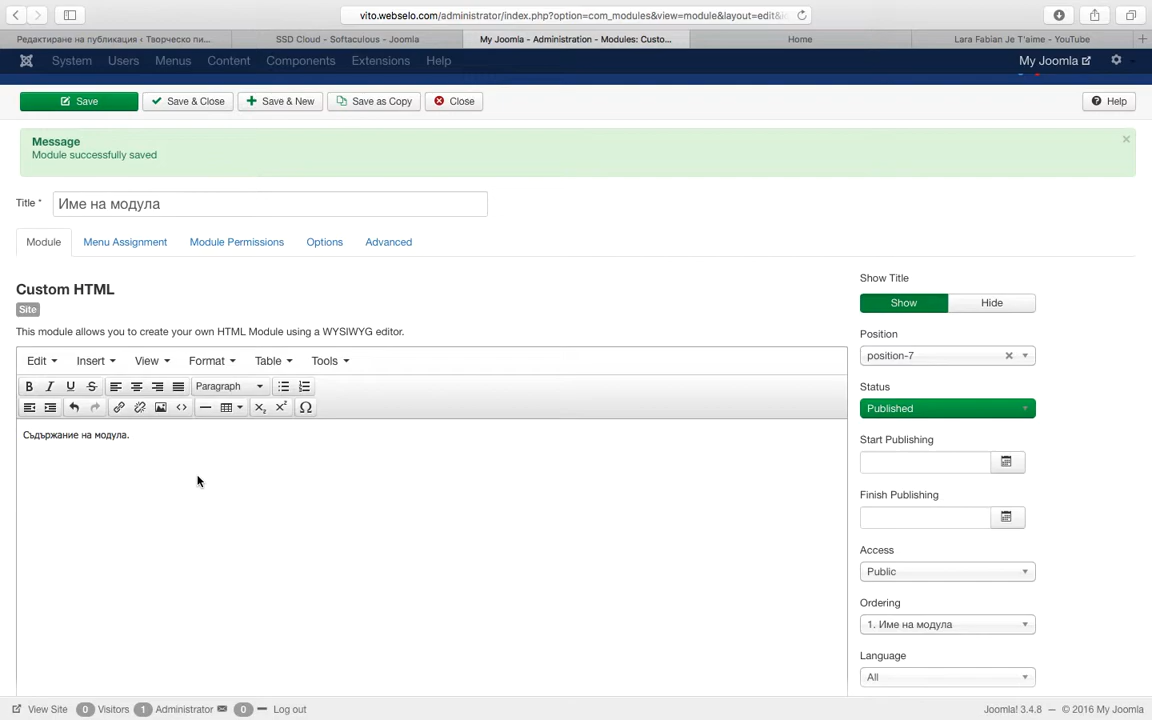 vito.webselo.com/administrator/index.php?option=com_modules&view=module&layout=edit&i
Редактиране на публикация ‹ Творческо пи...
SSD Cloud - Softaculous - Joomla
My Joomla - Administration - Modules: Custo...
Home
Lara Fabian Je T'aime - YouTube
System Users Menus Content Components Extensions Help My Joomla
Save Save & Close Save & New Save as Copy Close Help
Message
Module successfully saved
Title * Име на модула
Module Menu Assignment Module Permissions Options Advanced
Custom HTML
Site
This module allows you to create your own HTML Module using a WYSIWYG editor.
Edit Insert View Format Table Tools
Paragraph
Съдържание на модула.
Show Title
Show Hide
Position
position-7
Status
Published
Start Publishing
Finish Publishing
Access
Public
Ordering
1. Име на модула
Language
All
View Site 0 Visitors 1 Administrator 0 Log out Joomla! 3.4.8 — © 2016 My Joomla